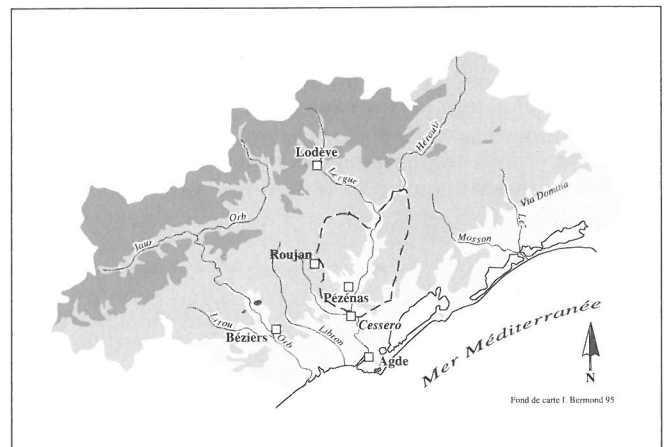 Hérault
Lodève
Lergue
Via Domitia
Lez
Orb
Jaur
Mosson
Roujan
Pézénas
Cessero
Lirou
Libron
Béziers
Orb
Agde
Mer Méditerranée
N
Fond de carte I. Bermond 95